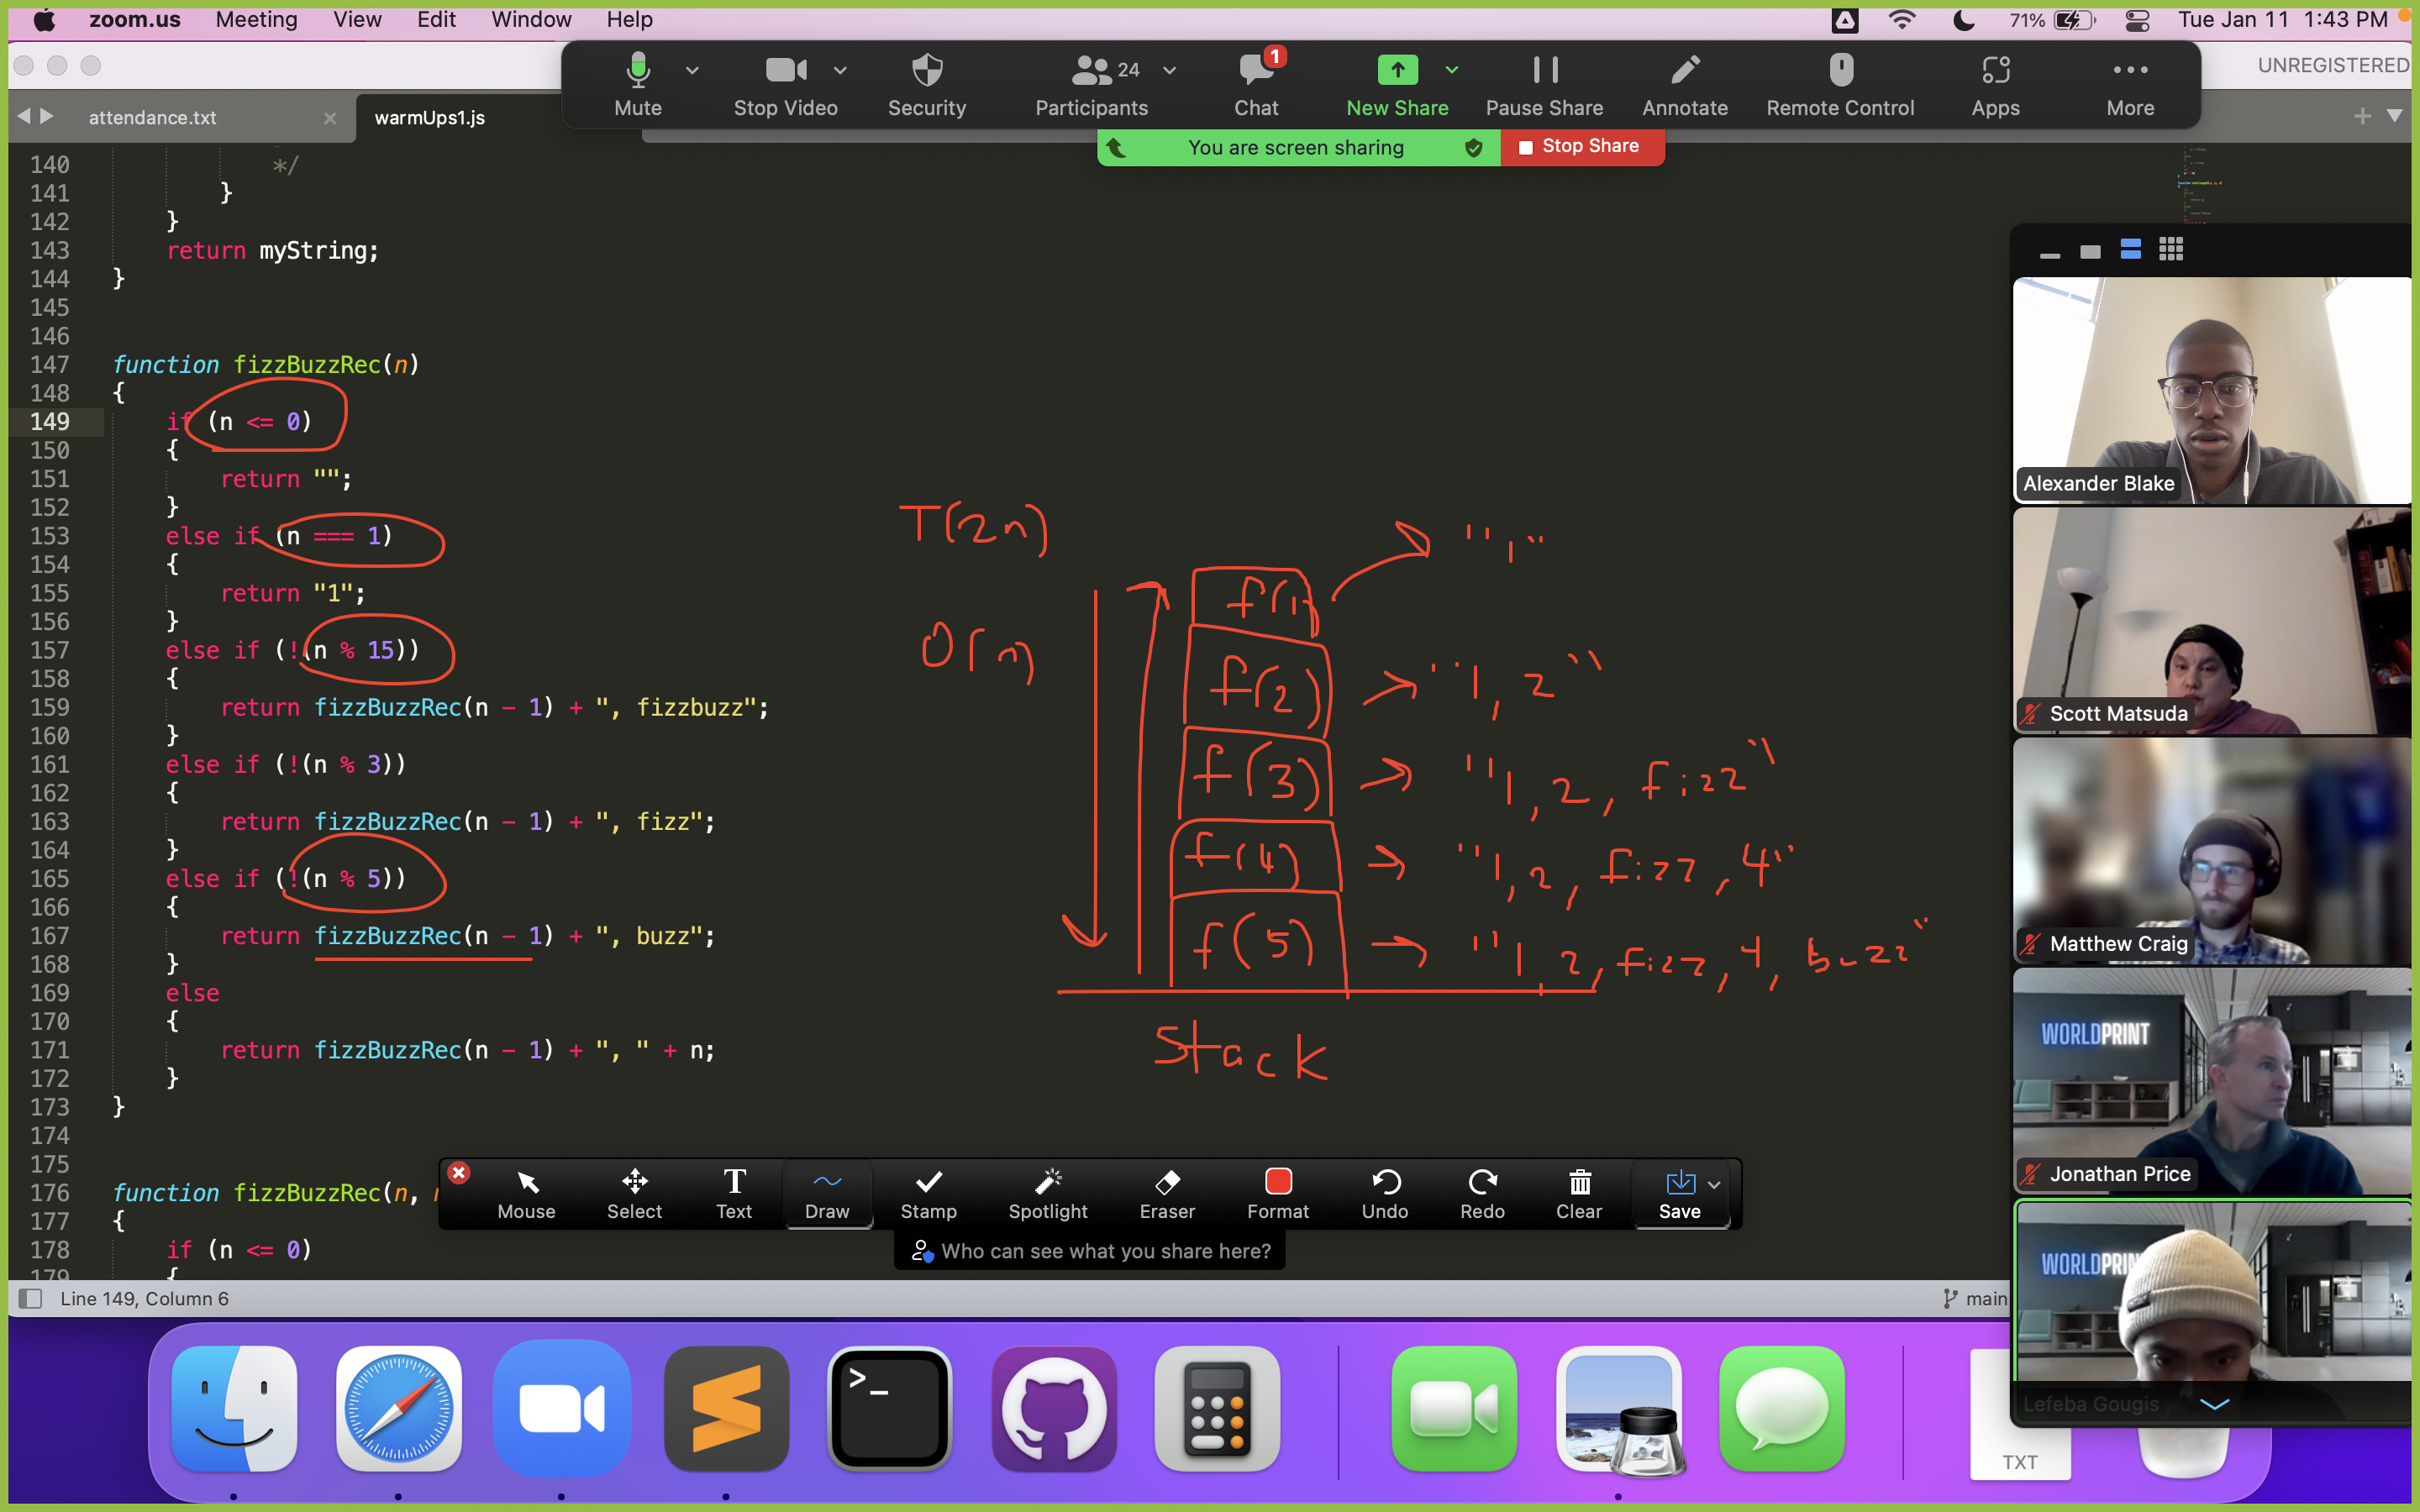 zoom.us Meeting View Edit Window Help 71% Tue Jan 11 1:43 PM
Mute Stop Video Security Participants 24 Chat 1 New Share Pause Share Annotate Remote Control Apps More
UNREGISTERED
You are screen sharing Stop Share
attendance.txt warmUps1.js
140 */
141 }
142 }
143 return myString;
144 }
145
146
147 function fizzBuzzRec(n)
148 {
149 if (n <= 0)
150 {
151 return "";
152 }
153 else if (n === 1)
154 {
155 return "1";
156 }
157 else if (!(n % 15))
158 {
159 return fizzBuzzRec(n - 1) + ", fizzbuzz";
160 }
161 else if (!(n % 3))
162 {
163 return fizzBuzzRec(n - 1) + ", fizz";
164 }
165 else if (!(n % 5))
166 {
167 return fizzBuzzRec(n - 1) + ", buzz";
168 }
169 else
170 {
171 return fizzBuzzRec(n - 1) + ", " + n;
172 }
173 }
174
175
176 function fizzBuzzRec(n,
177 {
178 if (n <= 0)
179 {
T(2n)
O(n)
f(1) "1"
f(2) "1, 2"
f(3) "1, 2, fizz"
f(4) "1, 2, fizz, 4"
f(5) "1 2, fizz, 4, buzz"
Stack
Alexander Blake
Scott Matsuda
Matthew Craig
WORLDPRINT
Jonathan Price
WORLDPRIN
Lefeba Gougis
Mouse Select Text Draw Stamp Spotlight Eraser Format Undo Redo Clear Save
Who can see what you share here?
Line 149, Column 6 main
TXT